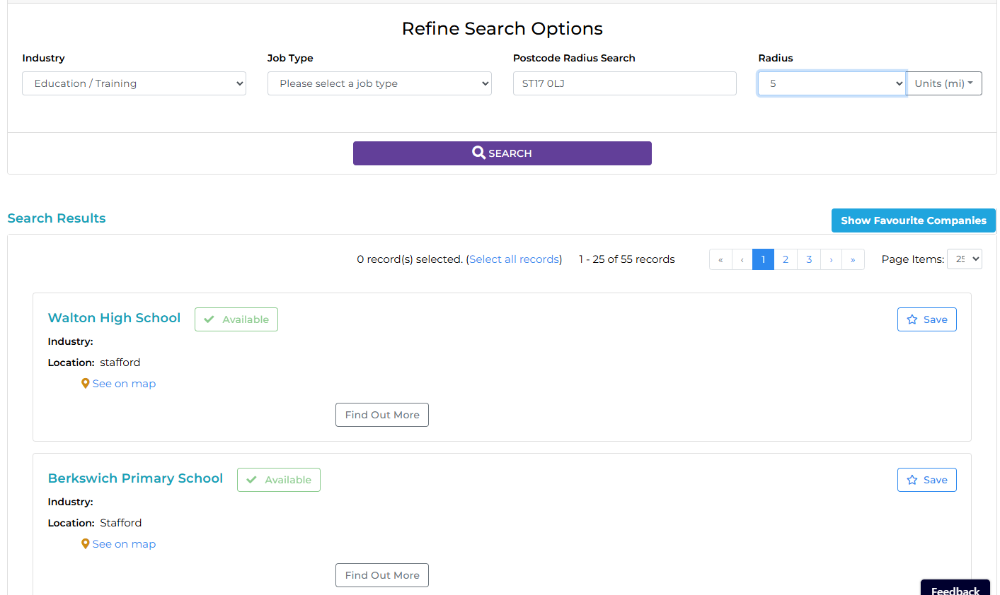 Refine Search Options
Industry
Job Type
Postcode Radius Search
Radius
Education / Training
Please select a job type
ST17 0LJ
5
Units (mi)
SEARCH
Search Results
Show Favourite Companies
0 record(s) selected. (Select all records)
1 - 25 of 55 records
« ‹ 1 2 3 › »
Page Items: 25
Walton High School
Available
Save
Industry:
Location: stafford
See on map
Find Out More
Berkswich Primary School
Available
Save
Industry:
Location: Stafford
See on map
Find Out More
Feedback